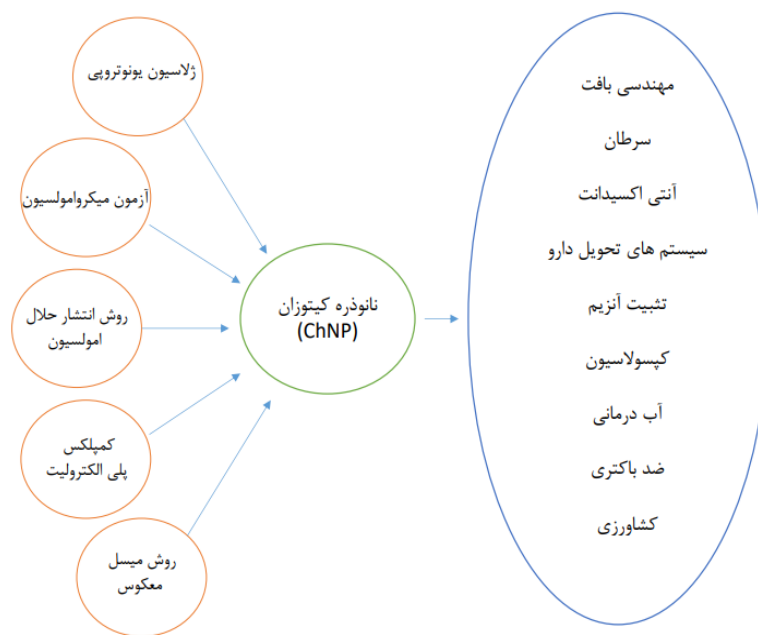 ژلاسیون یونوتروپی
آزمون میکروامولسیون
روش انتشار حلال
امولسیون
کمپلکس
پلی الکترولیت
روش میسل
معکوس
نانوذره کیتوزان
(ChNP)
مهندسی بافت
سرطان
آنتی اکسیدانت
سیستم های تحویل دارو
تثبیت آنزیم
کپسولاسیون
آب درمانی
ضد باکتری
کشاورزی